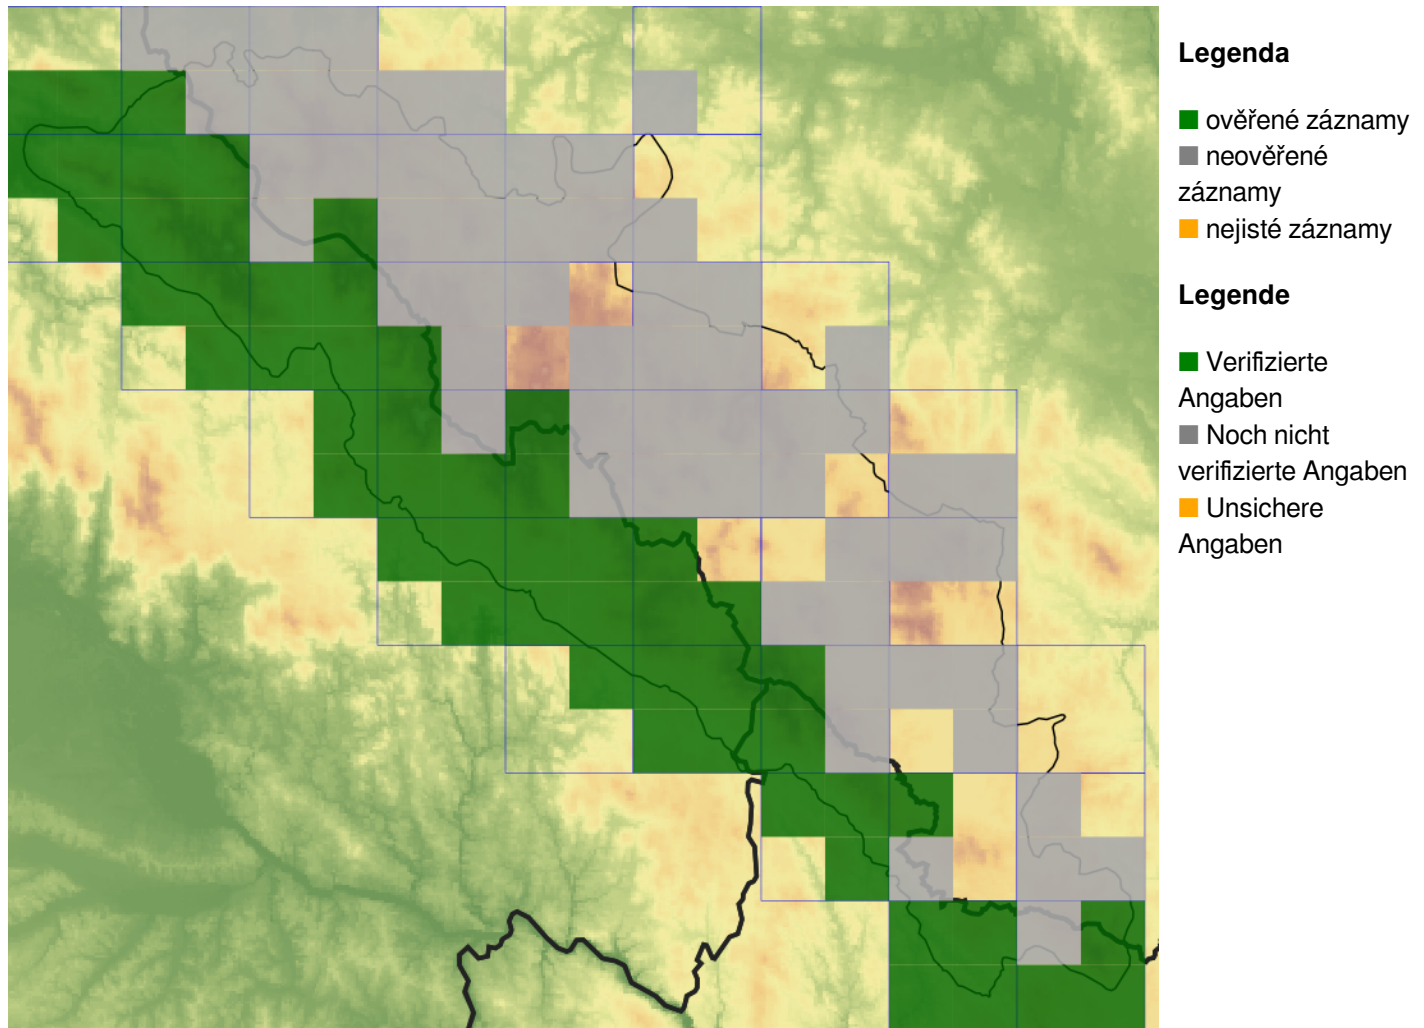 Legenda
ověřené záznamy
neověřené
záznamy
nejisté záznamy
Legende
Verifizierte
Angaben
Noch nicht
verifizierte Angaben
Unsichere
Angaben